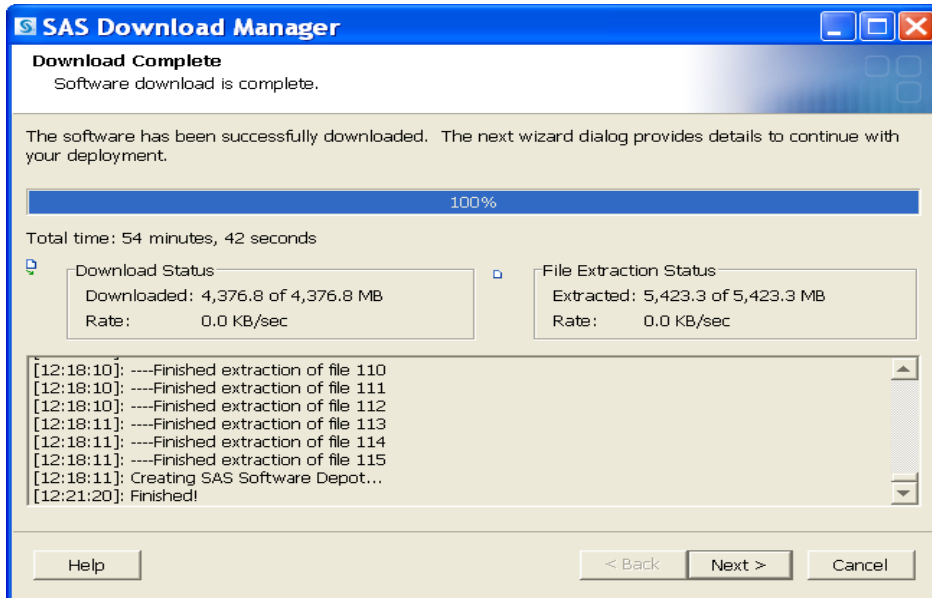 SAS Download Manager
Download Complete
Software download is complete.
The software has been successfully downloaded. The next wizard dialog provides details to continue with
your deployment.
100%
Total time: 54 minutes, 42 seconds
Download Status
Downloaded: 4,376.8 of 4,376.8 MB
Rate: 0.0 KB/sec
File Extraction Status
Extracted: 5,423.3 of 5,423.3 MB
Rate: 0.0 KB/sec
[12:18:10]: ----Finished extraction of file 110
[12:18:10]: ----Finished extraction of file 111
[12:18:10]: ----Finished extraction of file 112
[12:18:11]: ----Finished extraction of file 113
[12:18:11]: ----Finished extraction of file 114
[12:18:11]: ----Finished extraction of file 115
[12:18:11]: Creating SAS Software Depot...
[12:21:20]: Finished!
Help
< Back
Next >
Cancel